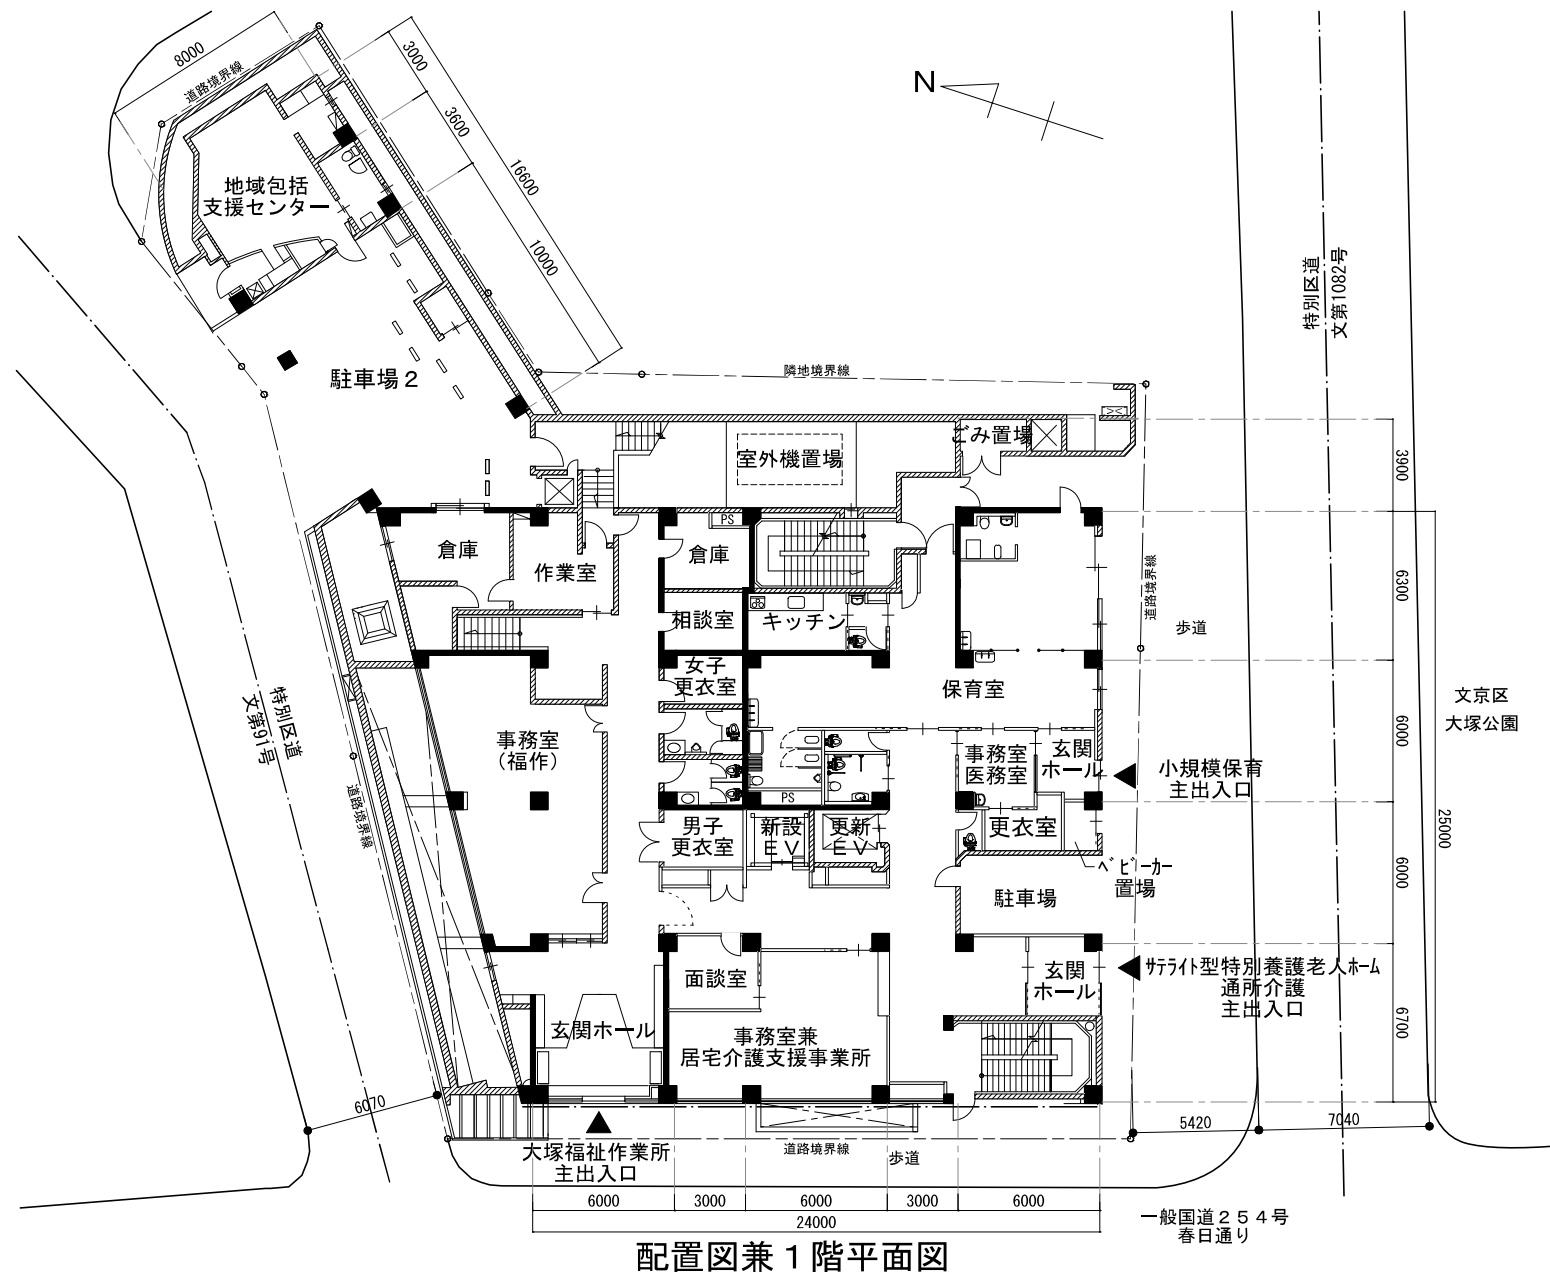 8000
道路境界線
3000
3600
16600
10000
N
地域包括
支援センター
駐車場２
特別区道
文第1082号
隣地境界線
ごみ置場
室外機置場
3900
6300
6000
6000
6700
25000
PS
倉庫
作業室
倉庫
相談室
キッチン
道路境界線
歩道
女子
更衣室
保育室
文京区
大塚公園
特別区道
文第91号
事務室
（福作）
事務室
医務室
玄関
ホール
小規模保育
主出入口
道路境界線
PS
男子
更衣室
新設
ＥＶ
更新
ＥＶ
更衣室
ﾍﾞﾋﾞｰｶｰ
置場
駐車場
面談室
玄関
ホール
ｻﾃﾗｲﾄ型特別養護老人ﾎｰﾑ
通所介護
主出入口
玄関ホール
事務室兼
居宅介護支援事業所
6070
5420
7040
大塚福祉作業所
主出入口
道路境界線
歩道
6000
3000
6000
3000
6000
24000
一般国道２５４号
春日通り
配置図兼１階平面図